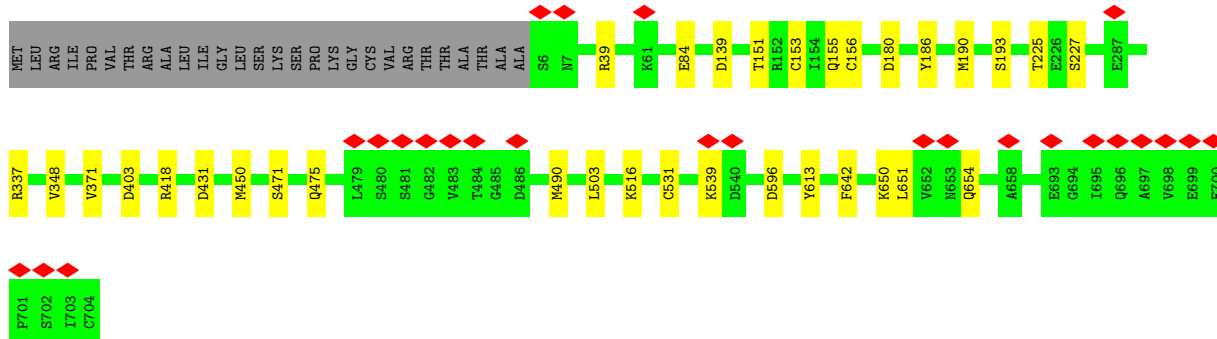 MET LEU ARG ILE PRO VAL THR ARG ALA LEU ILE GLY LEU SER LYS SER SER PRO LYS GLY CYS VAL ARG THR THR ALA THR ALA ALA S6 N7 R39 K61 E84 D139 T151 R152 C153 I154 Q155 C156 D180 Y186 M190 S193 T225 E226 S227 E287
R337 V348 V371 D403 R418 D431 M450 S471 Q475 L479 S480 S481 G482 V483 T484 G485 D486 M490 L503 K516 C531 K539 D540 D596 Y613 F642 K650 L651 V652 N653 Q654 A658 E693 G694 I695 Q696 A697 V698 E699
P701 S702 I703 C704